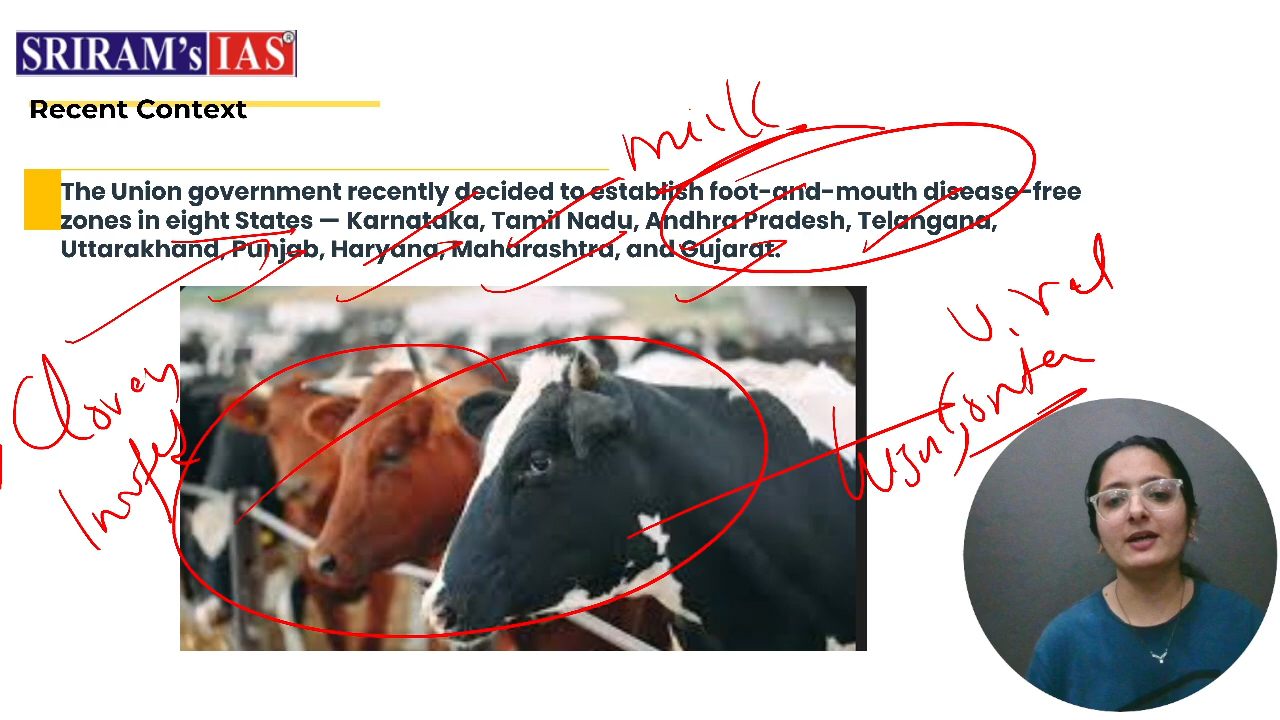 SRIRAM's IAS®
Recent Context
milk
The Union government recently decided to establish foot-and-mouth disease-free
zones in eight States — Karnataka, Tamil Nadu, Andhra Pradesh, Telangana,
Uttarakhand, Punjab, Haryana, Maharashtra, and Gujarat.
viral